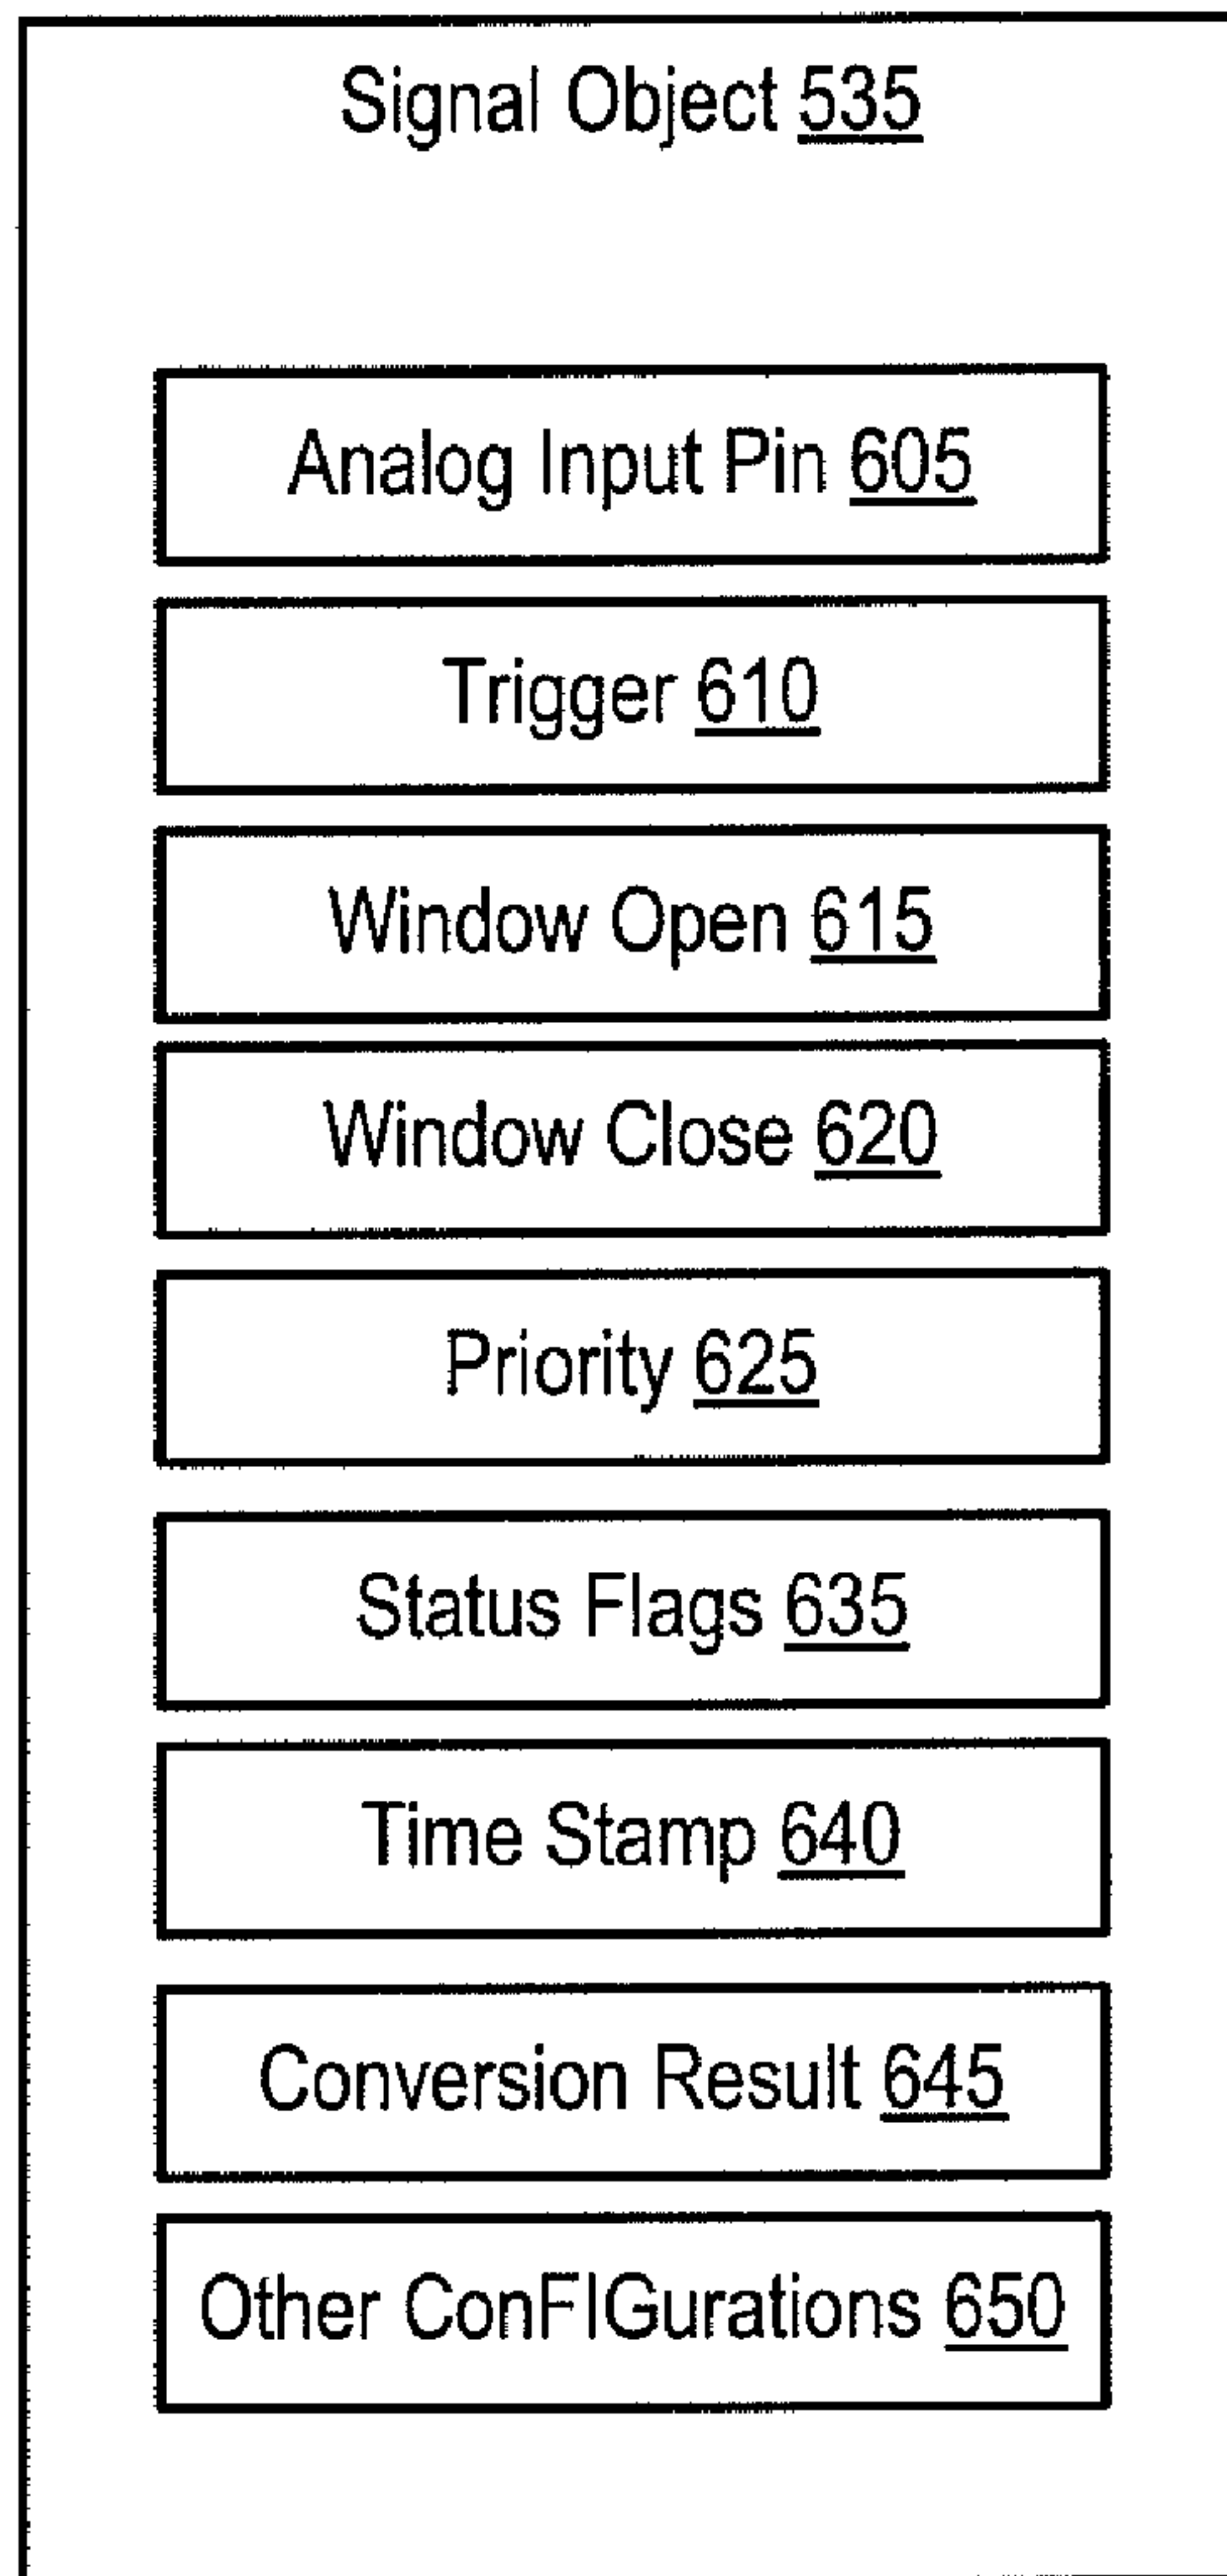 Signal Object 535
Analog Input Pin 605
Trigger 610
Window Open 615
Window Close 620
Priority 625
Status Flags 635
Time Stamp 640
Conversion Result 645
Other ConFIGurations 650